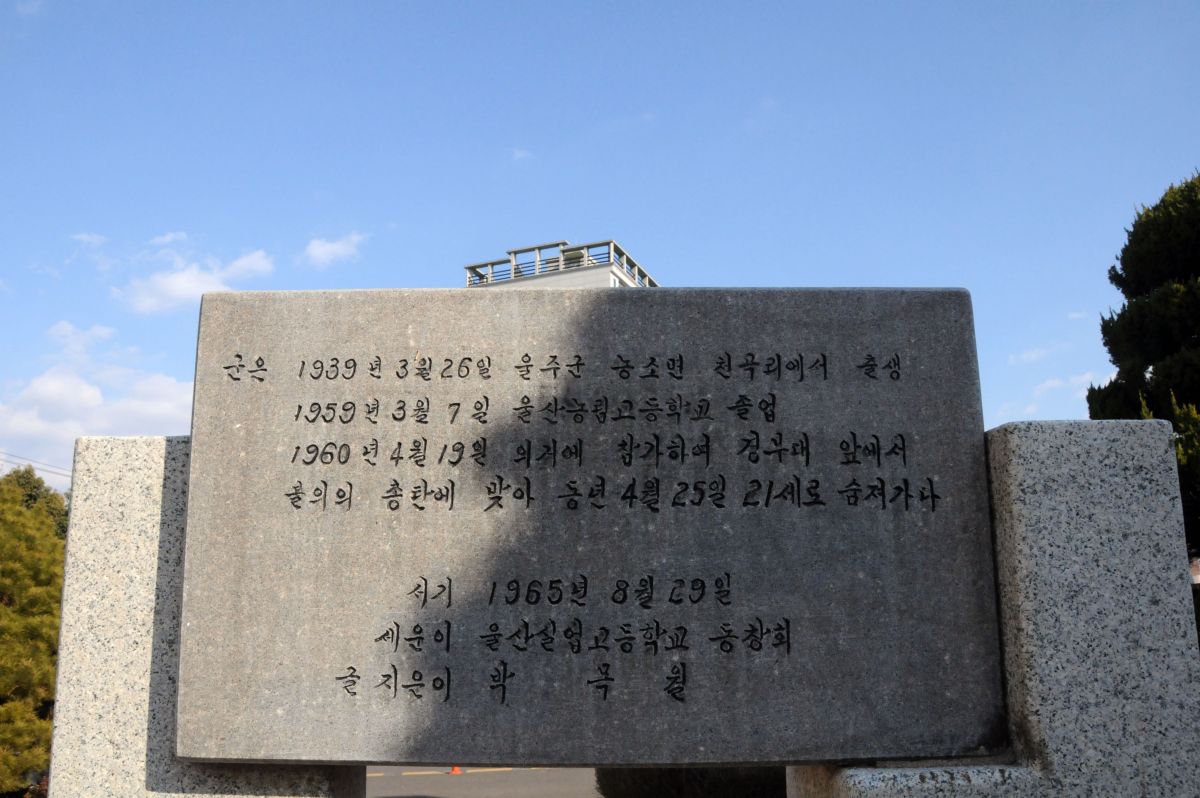 군은 1939년 3월 26일 울주군 농소면 천곡리에서 출생
1959년 3월 7일 울산농림고등학교 졸업
1960년 4월 19일 의거에 참가하여 경무대 앞에서
불의의 총탄에 맞아 동년 4월 25일 21세로 숨져가다
서기 1965년 8월 29일
세운이 울산실업고등학교 동창회
글 지은이 박 목 월